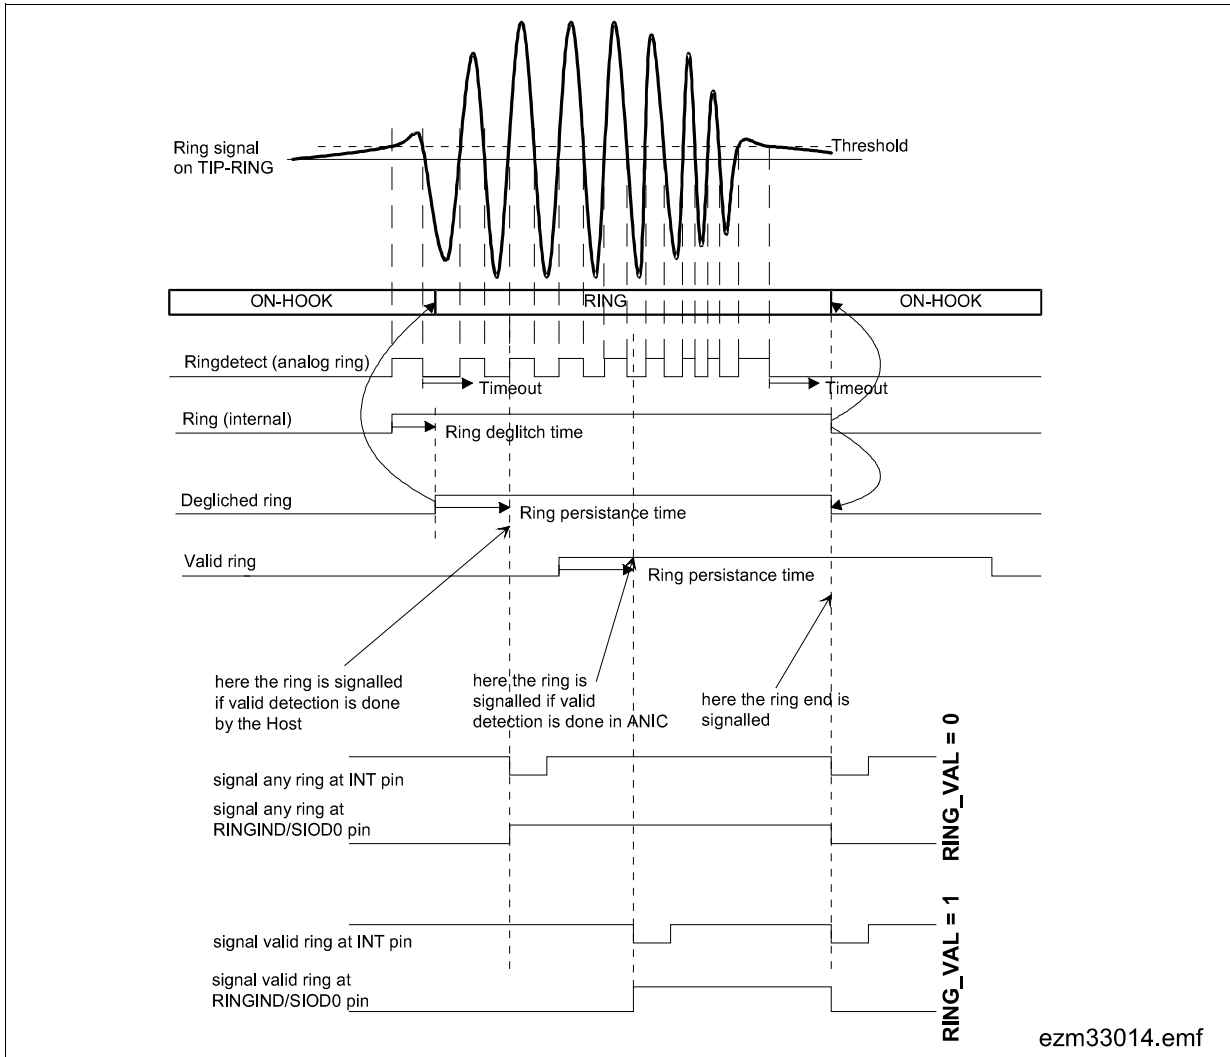 Ring signal
on TIP-RING
Threshold
ON-HOOK
RING
ON-HOOK
Ringdetect (analog ring)
Timeout
Timeout
Ring (internal)
Ring deglitch time
Degliched ring
Ring persistance time
Valid ring
Ring persistance time
here the ring is signalled
if valid detection is done
by the Host
here the ring is
signalled if valid
detection is done in ANIC
here the ring end is
signalled
signal any ring at INT pin
signal any ring at
RINGIND/SIOD0 pin
RING_VAL = 0
signal valid ring at INT pin
signal valid ring at
RINGIND/SIOD0 pin
RING_VAL = 1
ezm33014.emf